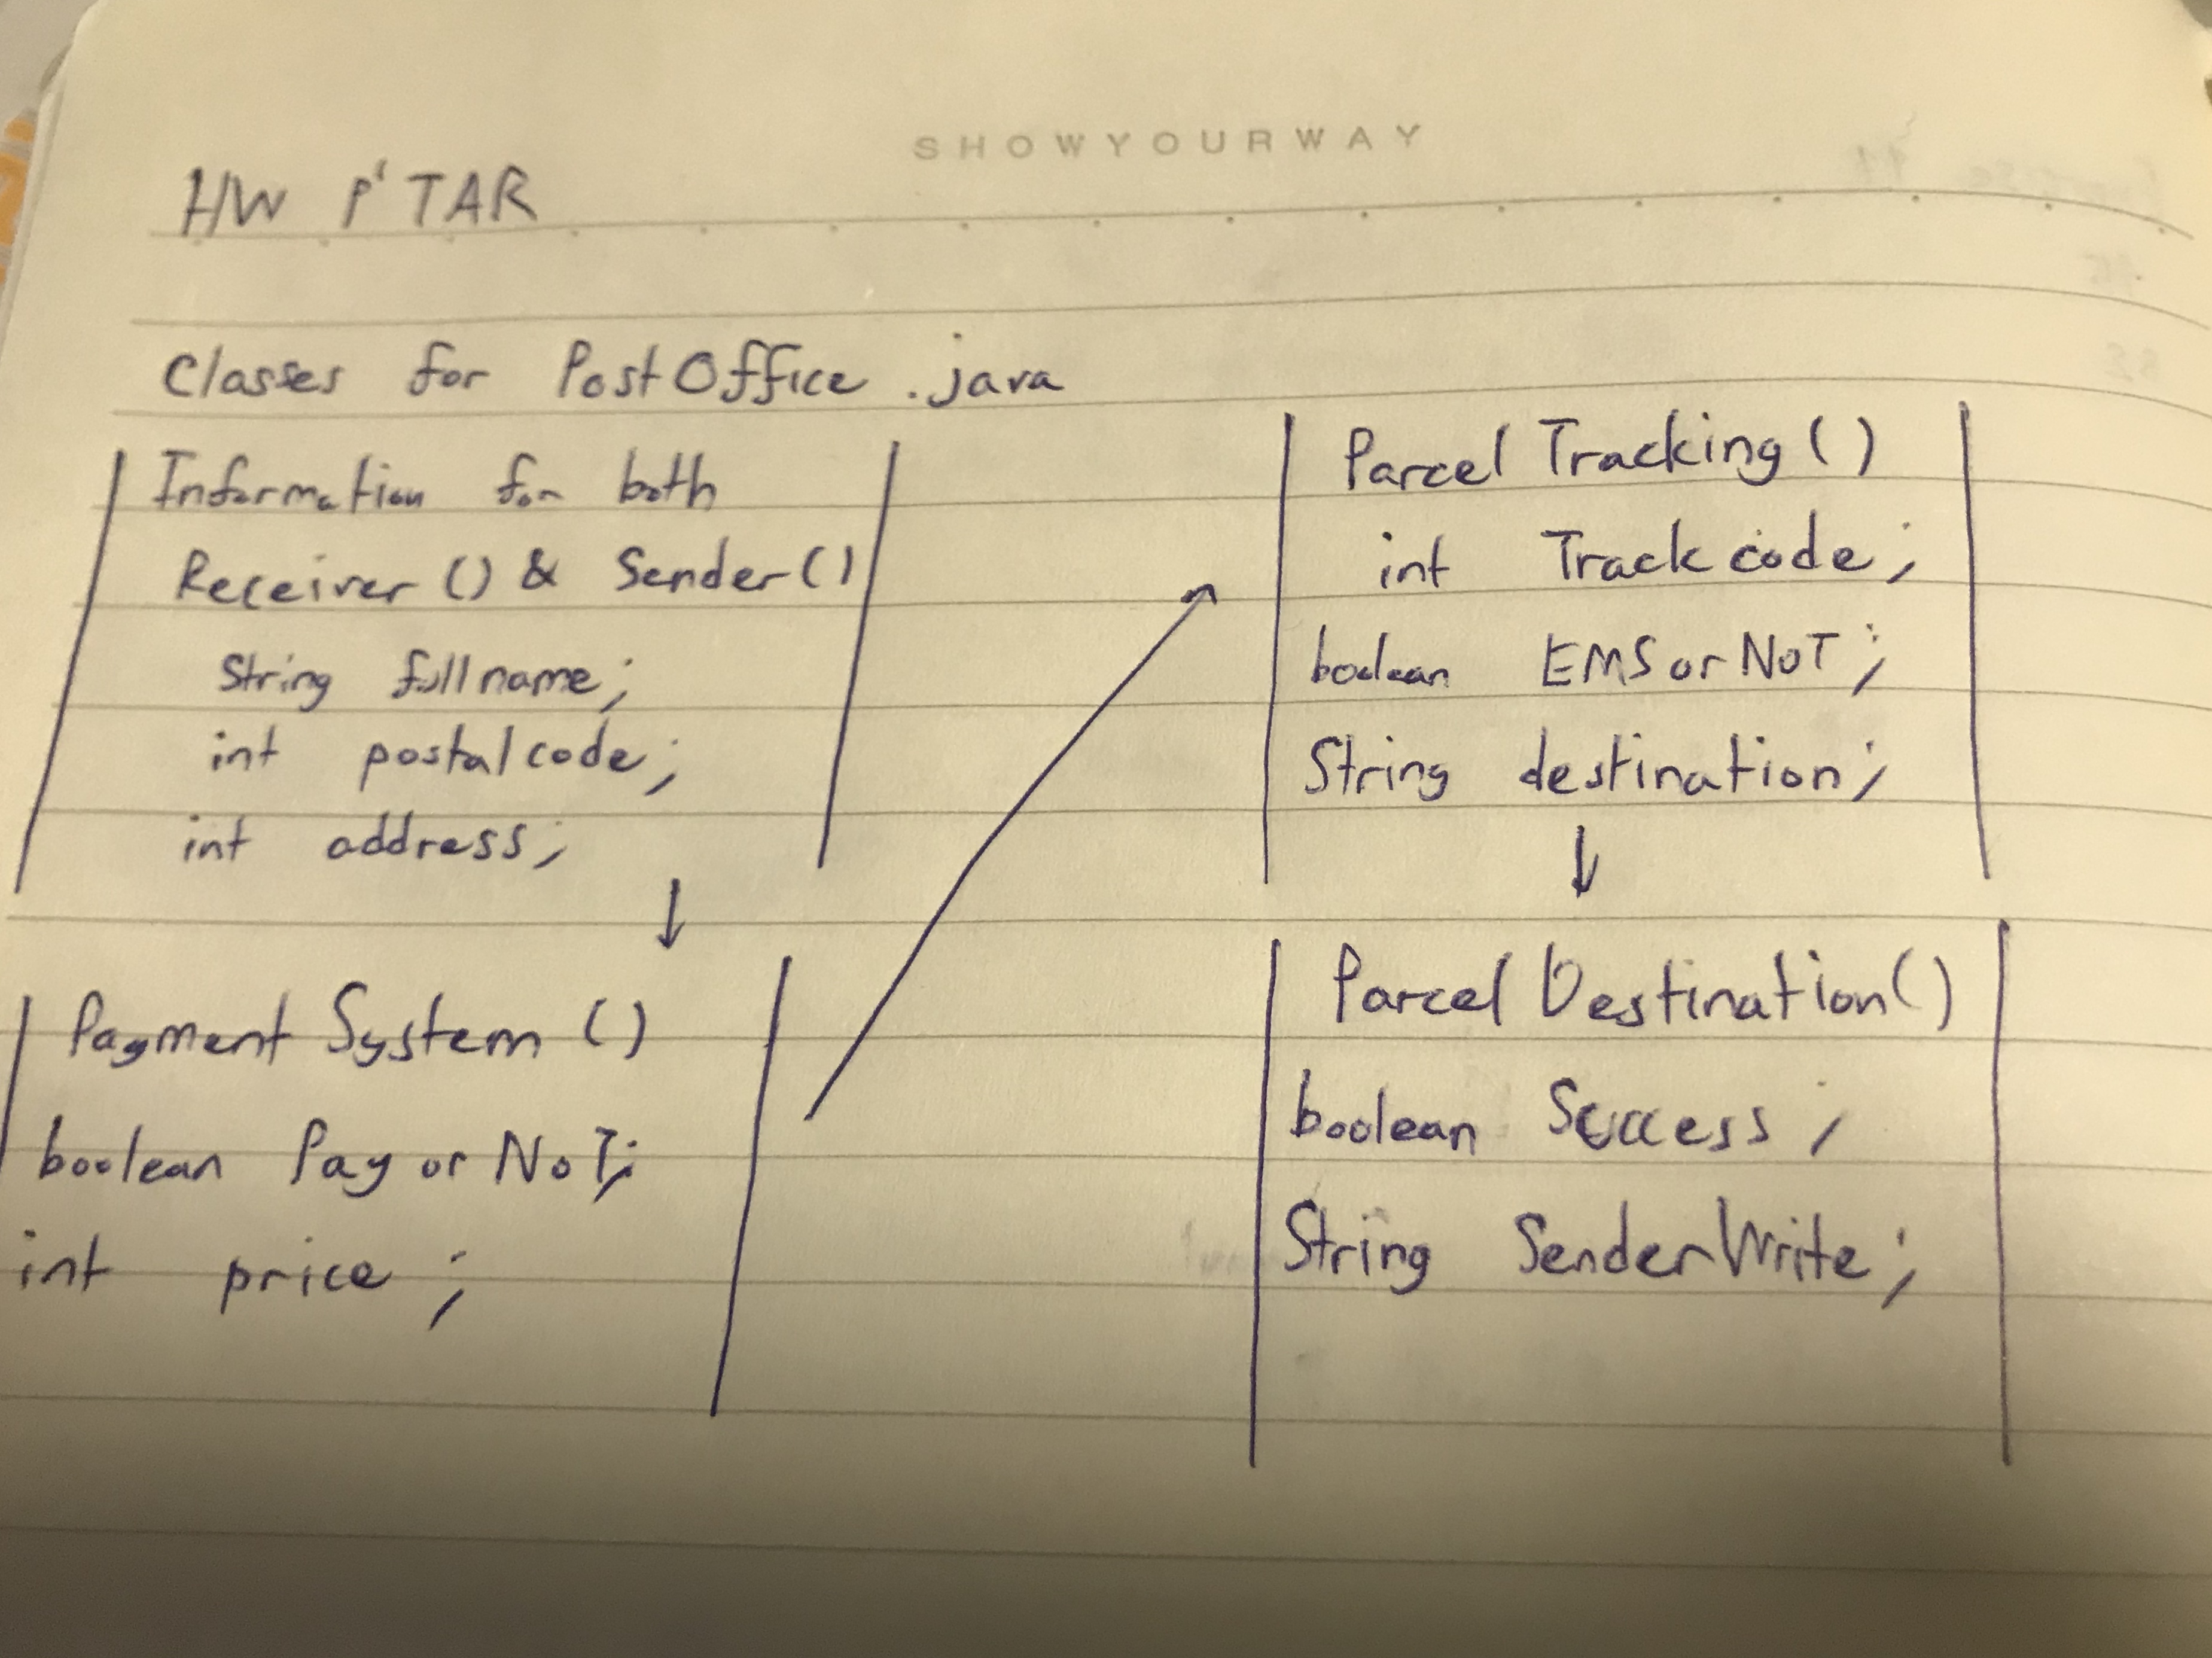 SHOWYOURWAY
HW P'TAR
Classes for PostOffice.java
Information for both
Receiver() & Sender()
String fullname;
int postalcode;
int address;
Payment System ()
boolean Pay or NoT;
int price;
Parcel Tracking()
int Trackcode;
boolean EMSorNoT;
String destination;
Parcel Destination()
boolean Success;
String SenderWrite;